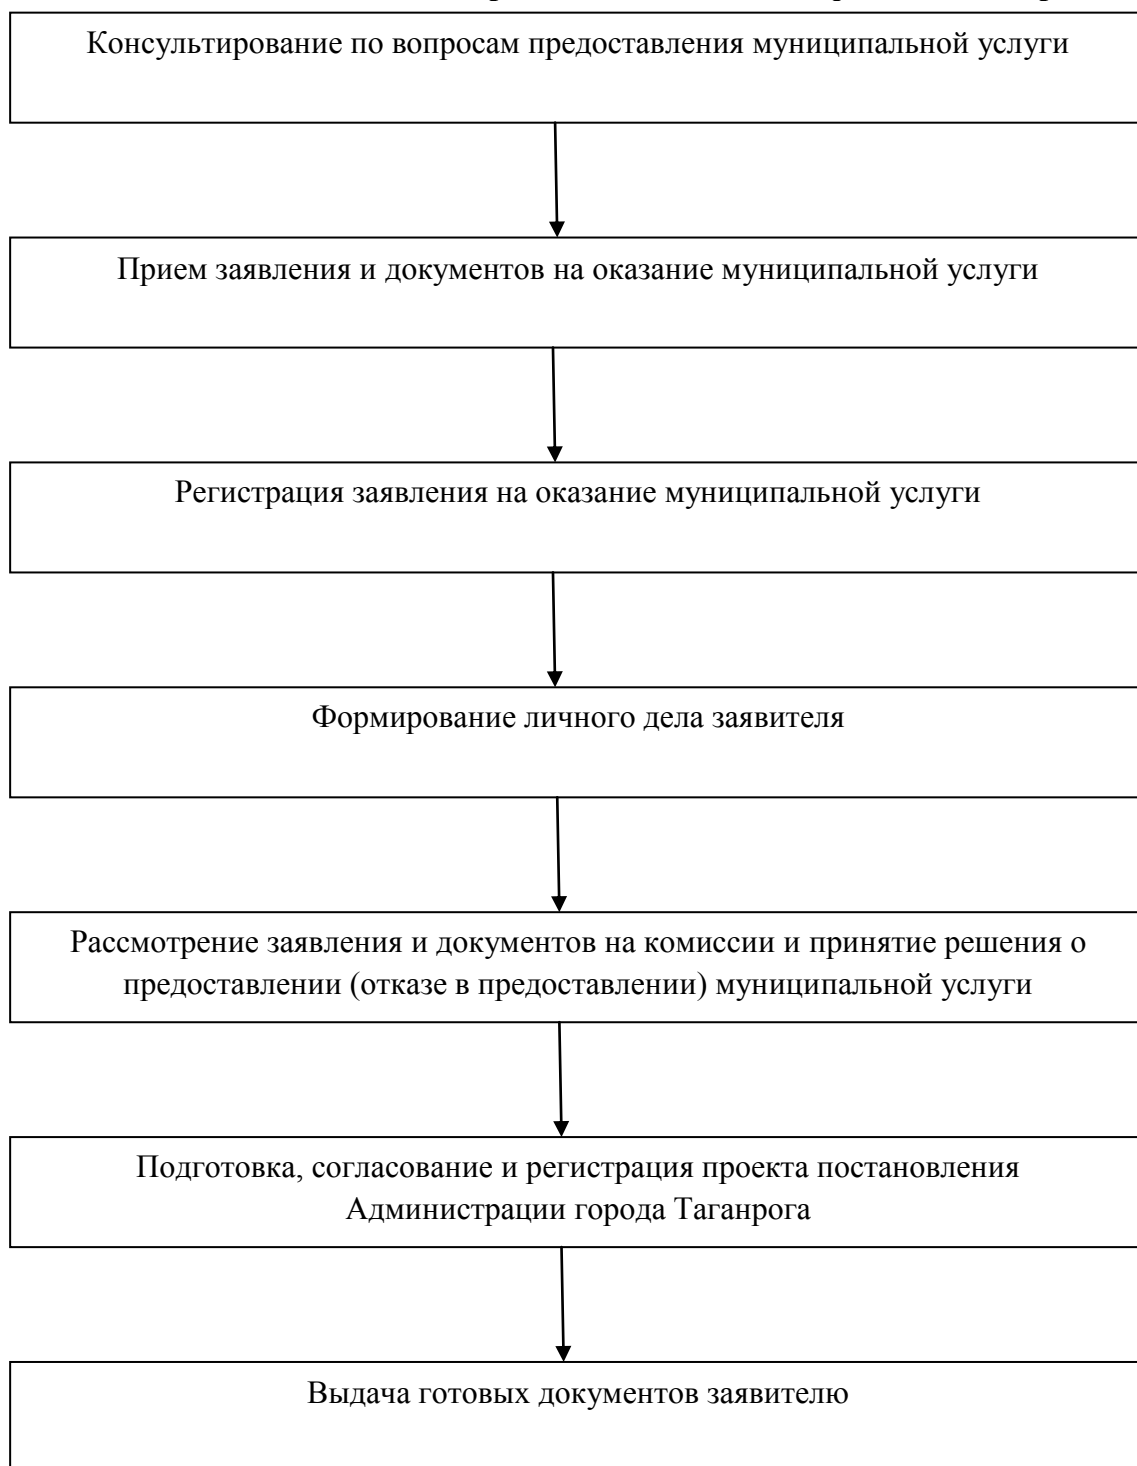 Консультирование по вопросам предоставления муниципальной услуги
Прием заявления и документов на оказание муниципальной услуги
Регистрация заявления на оказание муниципальной услуги
Формирование личного дела заявителя
Рассмотрение заявления и документов на комиссии и принятие решения о
предоставлении (отказе в предоставлении) муниципальной услуги
Подготовка, согласование и регистрация проекта постановления
Администрации города Таганрога
Выдача готовых документов заявителю